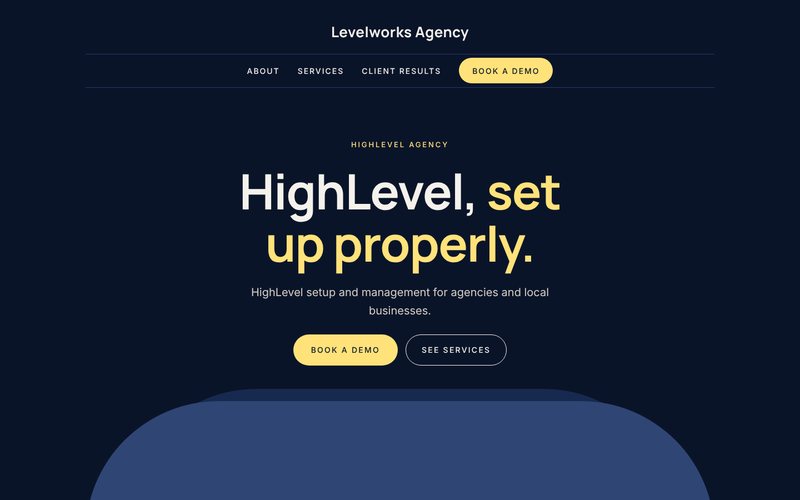 Levelworks Agency
ABOUT SERVICES CLIENT RESULTS BOOK A DEMO
HIGHLEVEL AGENCY
HighLevel, set
up properly.
HighLevel setup and management for agencies and local
businesses.
BOOK A DEMO SEE SERVICES